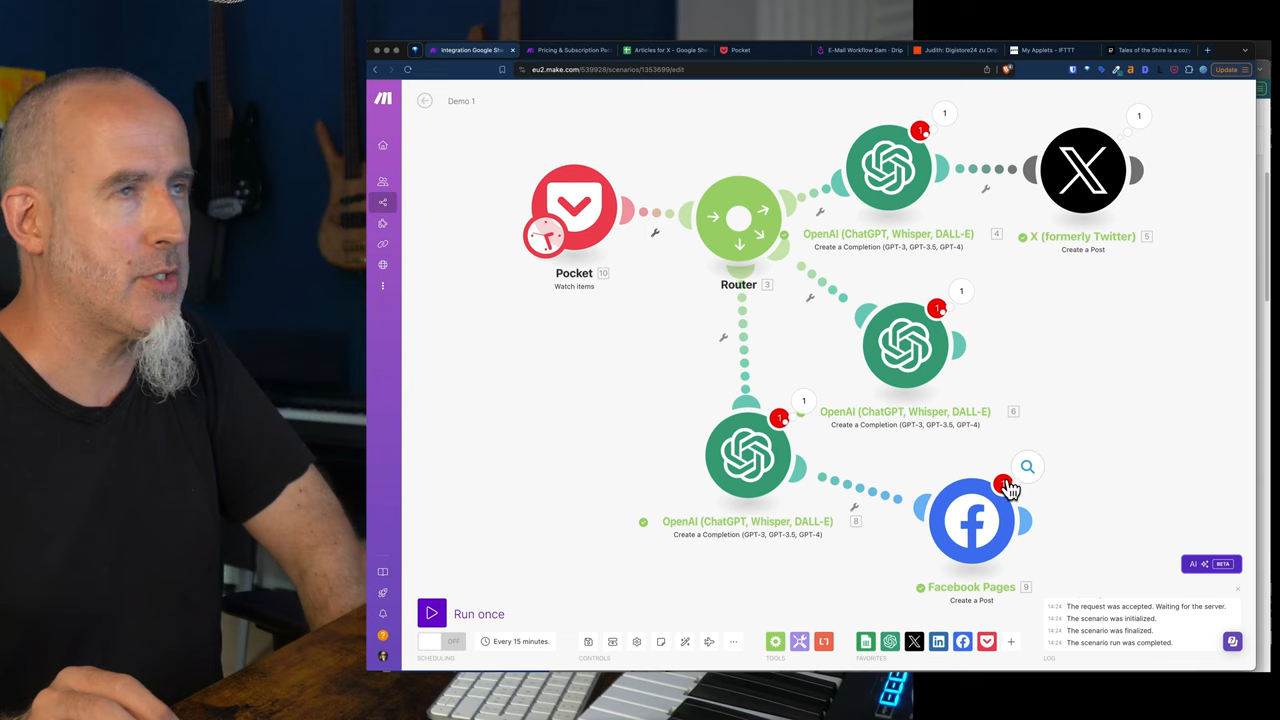 Integration Google She
Pricing & Subscription Pac
Articles for X - Google She
Pocket
E-Mail Workflow Sam - Drip
Judith: Digistore24 zu Drip
My Applets - IFTTT
Tales of the Shire is a cozy
eu2.make.com/539928/scenarios/1353699/edit
Update
Demo 1
1
1
1
OpenAI (ChatGPT, Whisper, DALL-E) 4
Create a Completion (GPT-3, GPT-3.5, GPT-4)
X (formerly Twitter) 5
Create a Post
Pocket 10
Watch items
Router 3
1
1
OpenAI (ChatGPT, Whisper, DALL-E) 6
Create a Completion (GPT-3, GPT-3.5, GPT-4)
1
1
OpenAI (ChatGPT, Whisper, DALL-E) 8
Create a Completion (GPT-3, GPT-3.5, GPT-4)
Facebook Pages 9
Create a Post
AI BETA
Run once
OFF
Every 15 minutes.
SCHEDULING
CONTROLS
TOOLS
FAVORITES
LOG
14:24 The request was accepted. Waiting for the server.
14:24 The scenario was initialized.
14:24 The scenario was finalized.
14:24 The scenario run was completed.